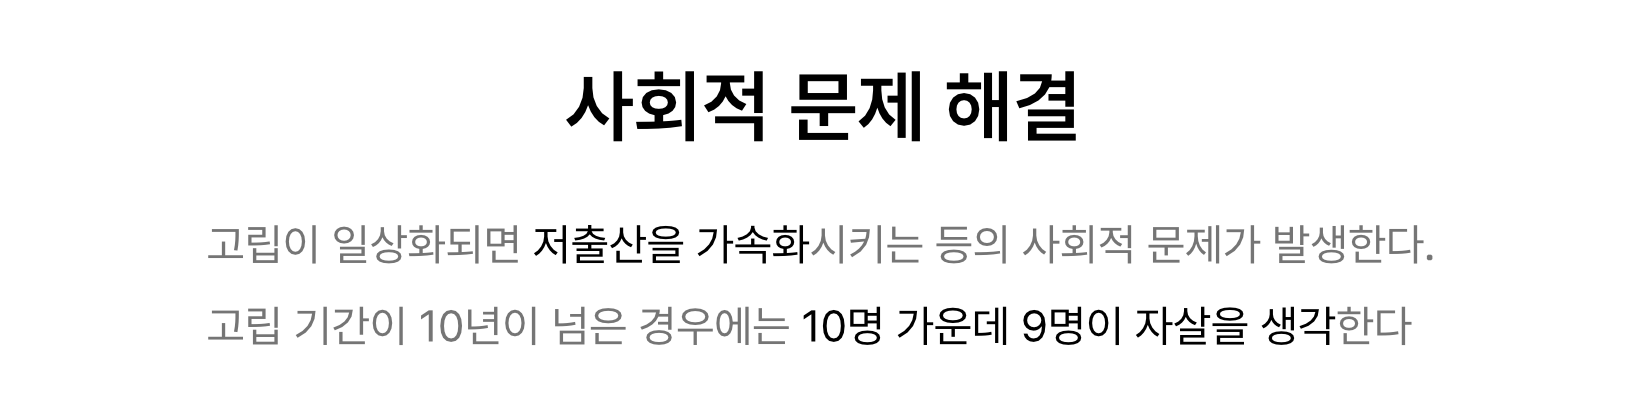 사회적 문제 해결
고립이 일상화되면 저출산을 가속화시키는 등의 사회적 문제가 발생한다.
고립 기간이 10년이 넘은 경우에는 10명 가운데 9명이 자살을 생각한다